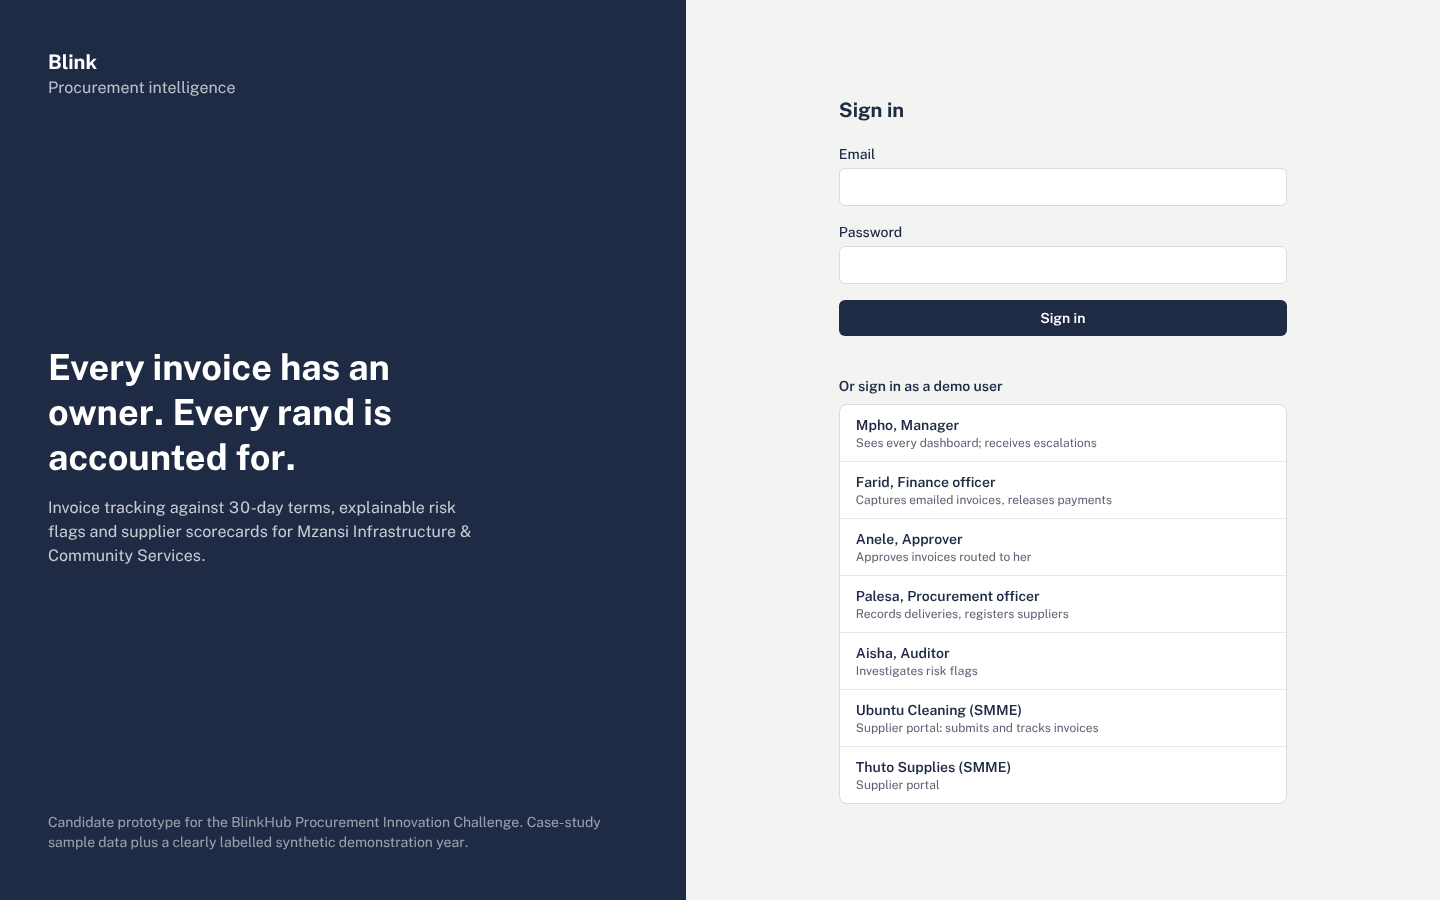 Blink
Procurement intelligence
Every invoice has an
owner. Every rand is
accounted for.
Invoice tracking against 30-day terms, explainable risk
flags and supplier scorecards for Mzansi Infrastructure &
Community Services.
Candidate prototype for the BlinkHub Procurement Innovation Challenge. Case-study
sample data plus a clearly labelled synthetic demonstration year.
Sign in
Email
Password
Sign in
Or sign in as a demo user
Mpho, Manager
Sees every dashboard; receives escalations
Farid, Finance officer
Captures emailed invoices, releases payments
Anele, Approver
Approves invoices routed to her
Palesa, Procurement officer
Records deliveries, registers suppliers
Aisha, Auditor
Investigates risk flags
Ubuntu Cleaning (SMME)
Supplier portal: submits and tracks invoices
Thuto Supplies (SMME)
Supplier portal